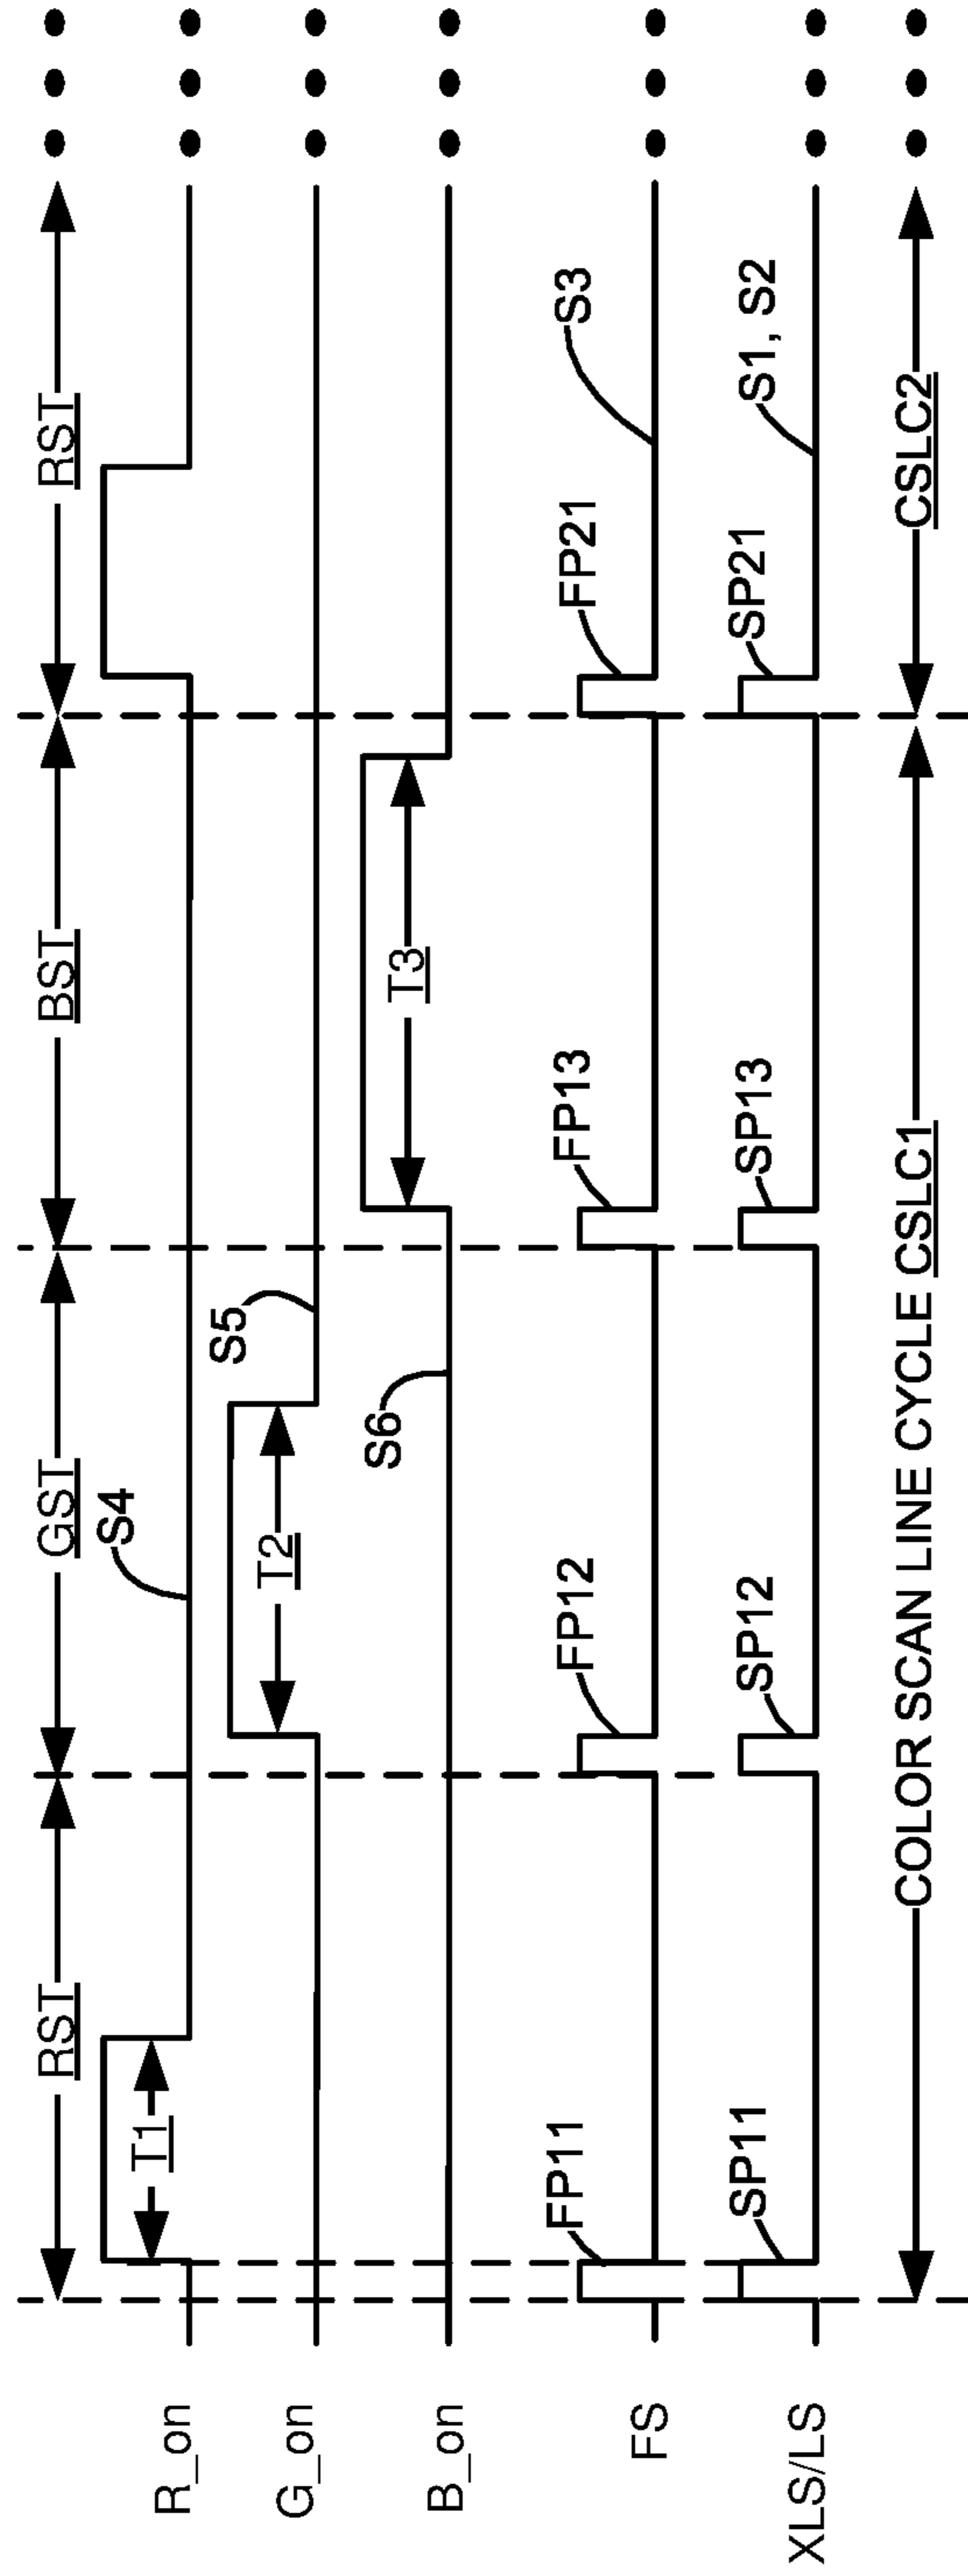 RST GST BST RST
R_on T1 S4
G_on T2 S5
B_on S6 T3
FS FP11 FP12 FP13 FP21 S3
XLS/LS SP11 SP12 SP13 SP21 S1, S2
COLOR SCAN LINE CYCLE CSLC1 CSLC2